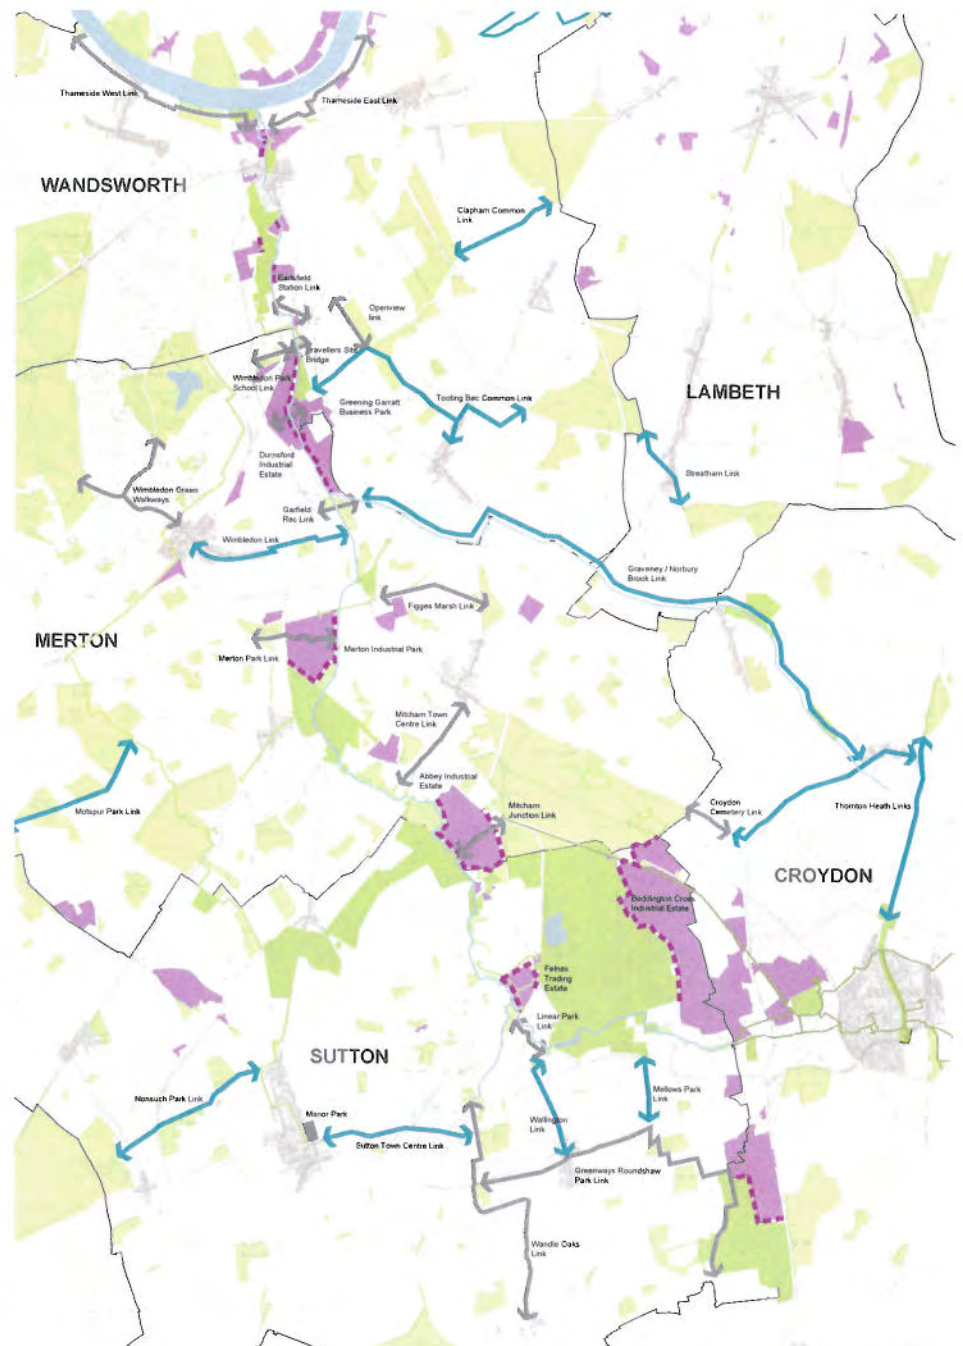 Thameside West Link
Thameside East Link
WANDSWORTH
Clapham Common
Link
Earlsfield
Station Link
Openview
link
Travellers Site
Bridge
Wimbledon Park
School Link
LAMBETH
Tooting Bec Common Link
Greening Garratt
Business Park
Durnsford
Industrial
Estate
Streatham Link
Wimbledon Green
Walkways
Garfield
Rec Link
Wimbledon Link
Graveney / Norbury
Brook Link
Figges Marsh Link
MERTON
Merton Park Link
Merton Industrial Park
Mitcham Town
Centre Link
Abbey Industrial
Estate
Motspur Park Link
Mitcham
Junction Link
Croydon
Cemetery Link
Thornton Heath Links
CROYDON
Beddington Cross
Industrial Estate
Felnex
Trading
Estate
Linear Park
Link
SUTTON
Nonsuch Park Link
Manor Park
Sutton Town Centre Link
Wallington
Link
Mellows Park
Link
Greenways Roundshaw
Park Link
Wandle Oaks
Link